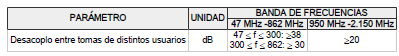 PARÁMETRO UNIDAD BANDA DE FRECUENCIAS
47 MHz -862 MHz 950 MHz -2.150 MHz
Desacoplo entre tomas de distintos usuarios dB 47 ≤ f ≤ 300: ≥38 ≥20
300 ≤ f ≤ 862: ≥ 30